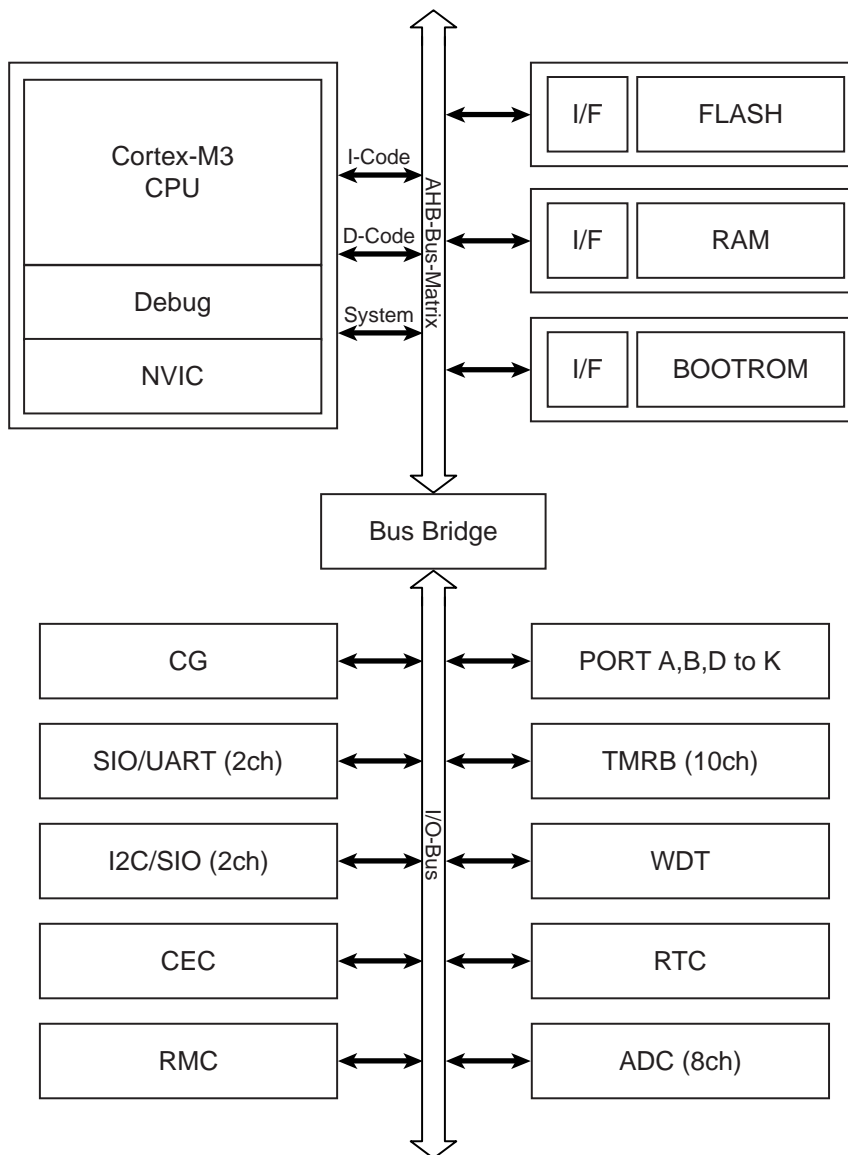 Cortex-M3
CPU
Debug
NVIC
I-Code
D-Code
System
AHB-Bus-Matrix
I/F
FLASH
I/F
RAM
I/F
BOOTROM
Bus Bridge
CG
PORT A,B,D to K
SIO/UART (2ch)
TMRB (10ch)
I/O-Bus
I2C/SIO (2ch)
WDT
CEC
RTC
RMC
ADC (8ch)